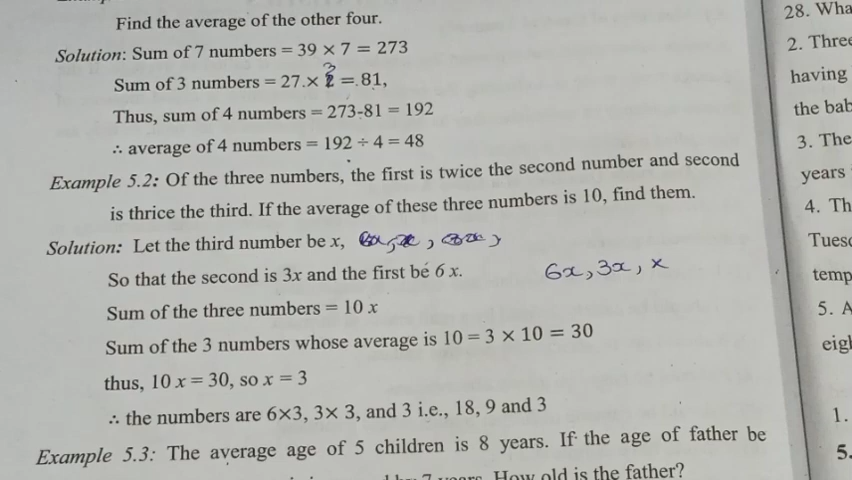 Find the average of the other four.
Solution: Sum of 7 numbers = 39 × 7 = 273
3
Sum of 3 numbers = 27.× 2 = 81,
Thus, sum of 4 numbers = 273-81 = 192
∴ average of 4 numbers = 192 ÷ 4 = 48
Example 5.2: Of the three numbers, the first is twice the second number and second
is thrice the third. If the average of these three numbers is 10, find them.
Solution: Let the third number be x,
So that the second is 3x and the first be 6 x. 6x, 3x, x
Sum of the three numbers = 10 x
Sum of the 3 numbers whose average is 10 = 3 × 10 = 30
thus, 10 x = 30, so x = 3
∴ the numbers are 6×3, 3× 3, and 3 i.e., 18, 9 and 3
Example 5.3: The average age of 5 children is 8 years. If the age of father be
How old is the father?
28. Wha
2. Three
having
the bab
3. The
years
4. Th
Tues
temp
5. A
eigh
1.
5.